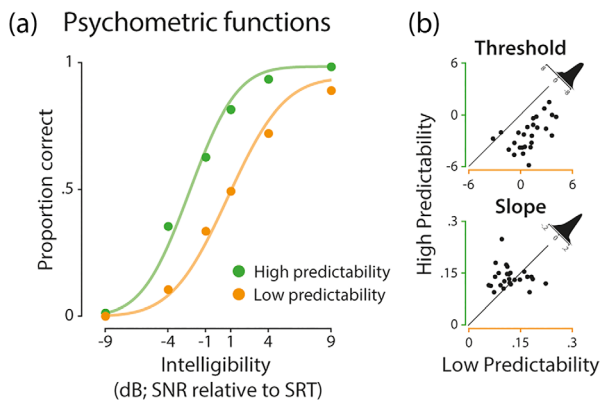 (a) Psychometric functions
Proportion correct
1
.5
0
-9 -4 -1 1 4 9
Intelligibility
(dB; SNR relative to SRT)
High predictability
Low predictability
(b)
Threshold
High Predictability
6
0
-6
-6 0 6
Slope
.3
.15
0
0 .15 .3
Low Predictability